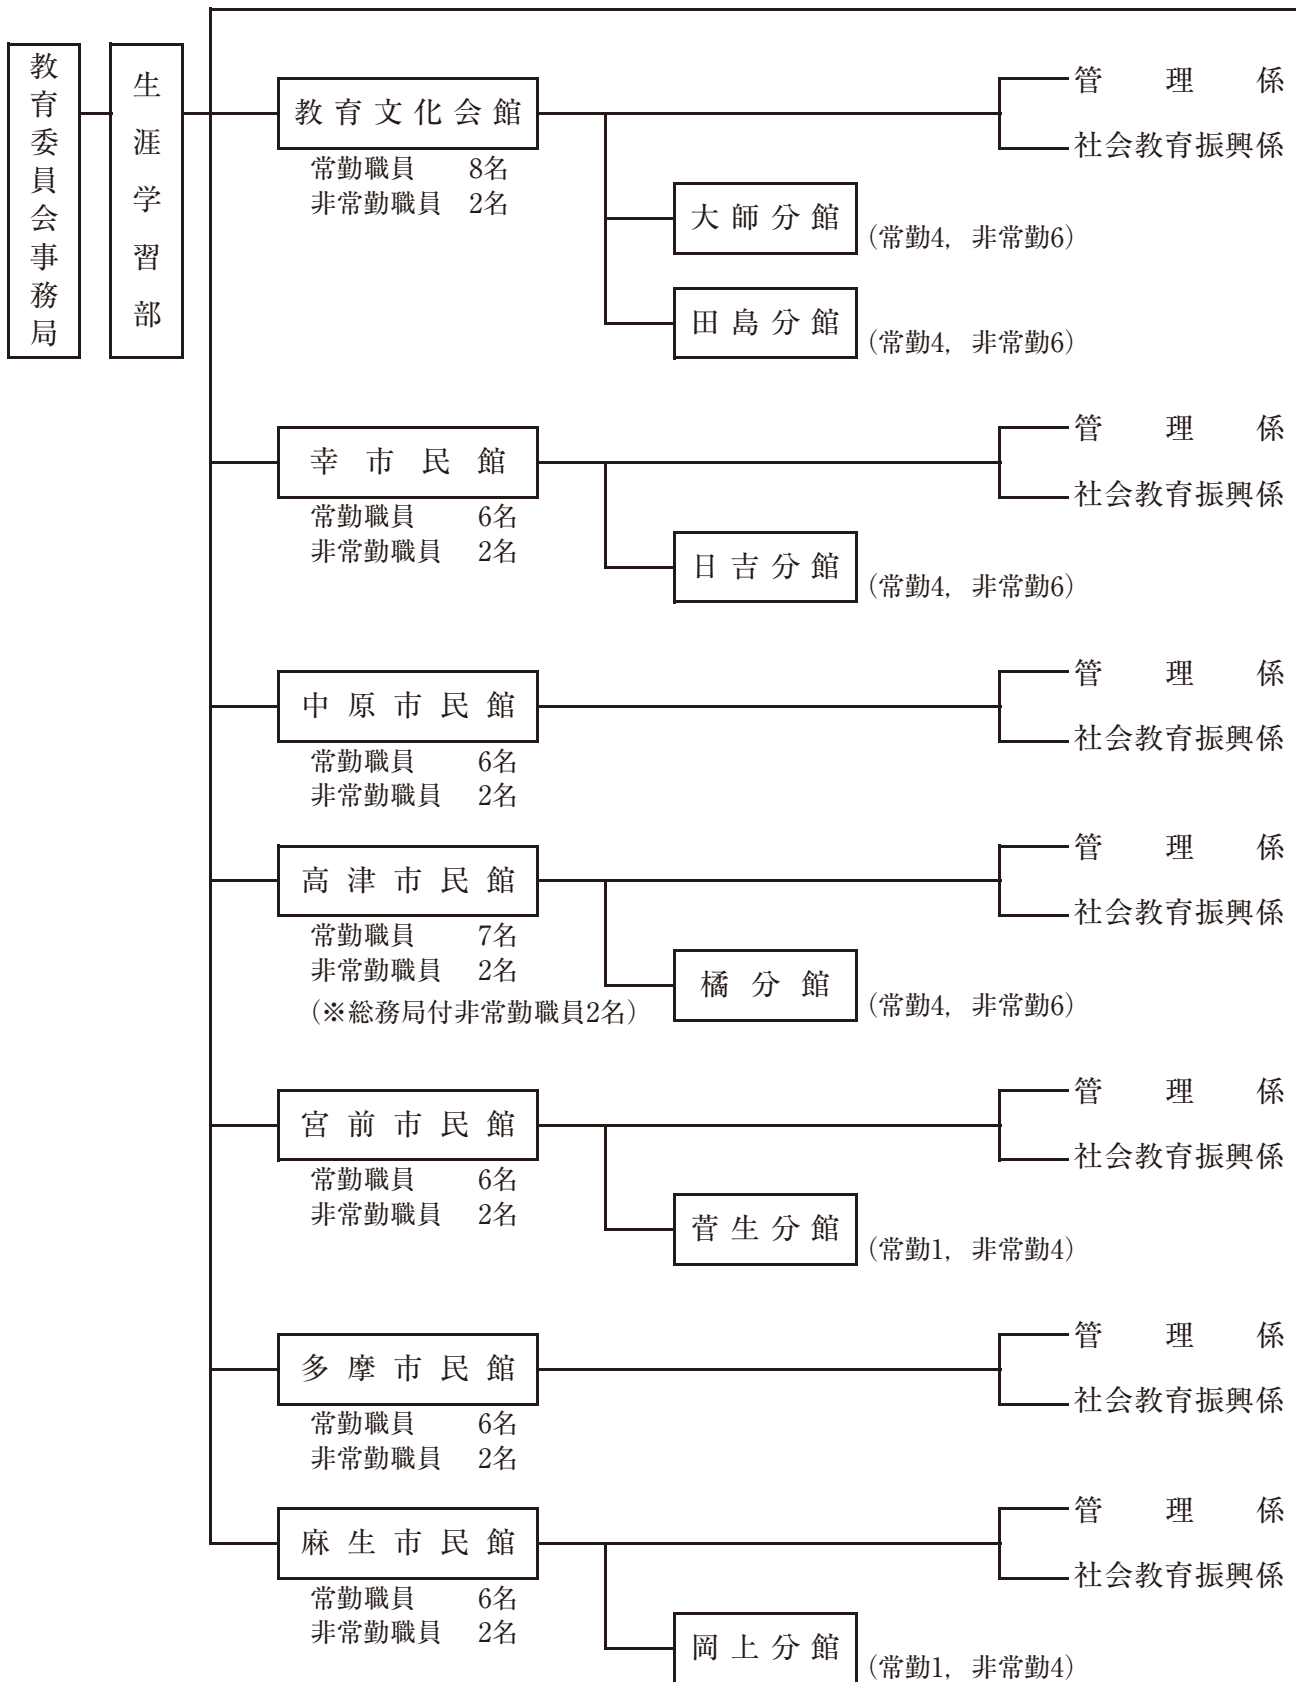 教育委員会事務局
生涯学習部
教育文化会館
常勤職員 8名
非常勤職員 2名
管理係
社会教育振興係
大師分館
(常勤4, 非常勤6)
田島分館
(常勤4, 非常勤6)
幸市民館
常勤職員 6名
非常勤職員 2名
管理係
社会教育振興係
日吉分館
(常勤4, 非常勤6)
中原市民館
常勤職員 6名
非常勤職員 2名
管理係
社会教育振興係
高津市民館
常勤職員 7名
非常勤職員 2名
(※総務局付非常勤職員2名)
管理係
社会教育振興係
橘分館
(常勤4, 非常勤6)
宮前市民館
常勤職員 6名
非常勤職員 2名
管理係
社会教育振興係
菅生分館
(常勤1, 非常勤4)
多摩市民館
常勤職員 6名
非常勤職員 2名
管理係
社会教育振興係
麻生市民館
常勤職員 6名
非常勤職員 2名
管理係
社会教育振興係
岡上分館
(常勤1, 非常勤4)